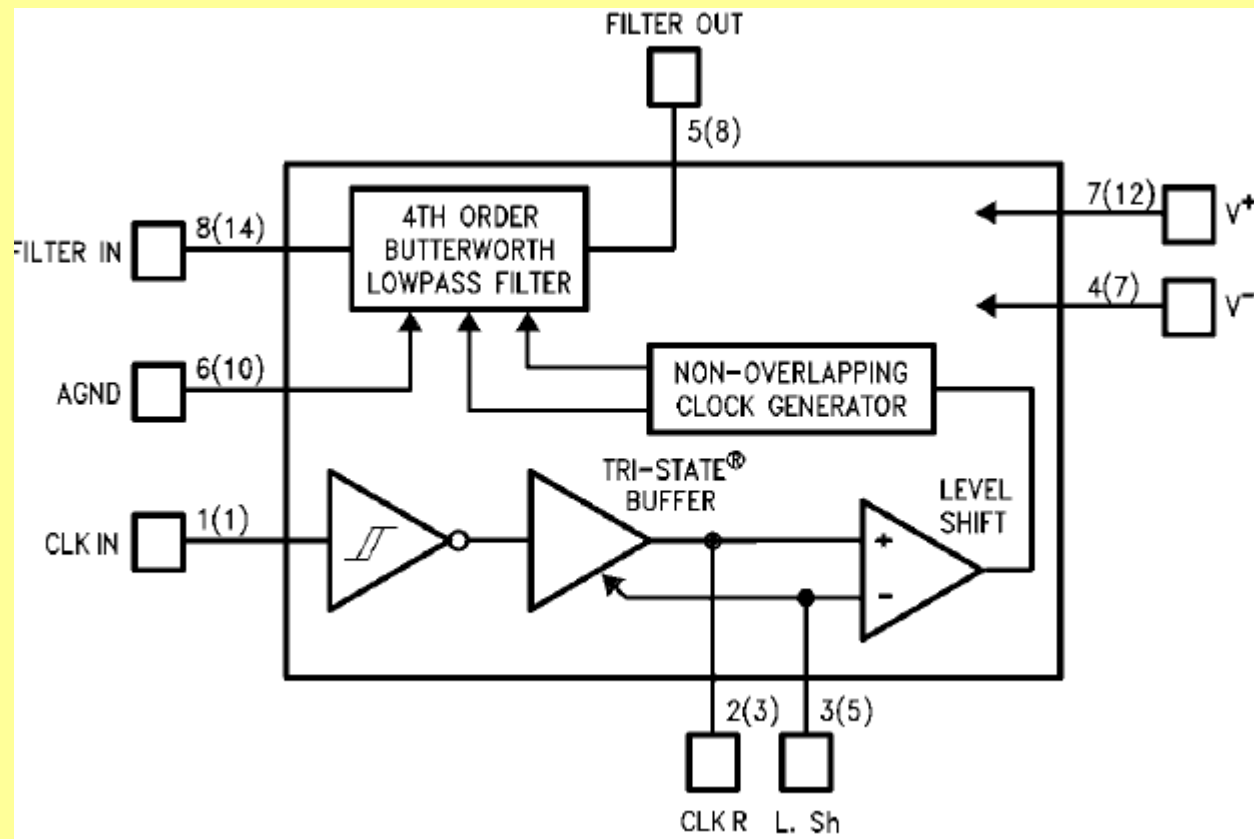 FILTER OUT
5(8)
7(12)
V+
8(14)
FILTER IN
4TH ORDER
BUTTERWORTH
LOWPASS FILTER
4(7)
V−
6(10)
AGND
NON-OVERLAPPING
CLOCK GENERATOR
TRI-STATE®
BUFFER
LEVEL
SHIFT
1(1)
CLK IN
+
-
2(3)
3(5)
CLK R
L. Sh